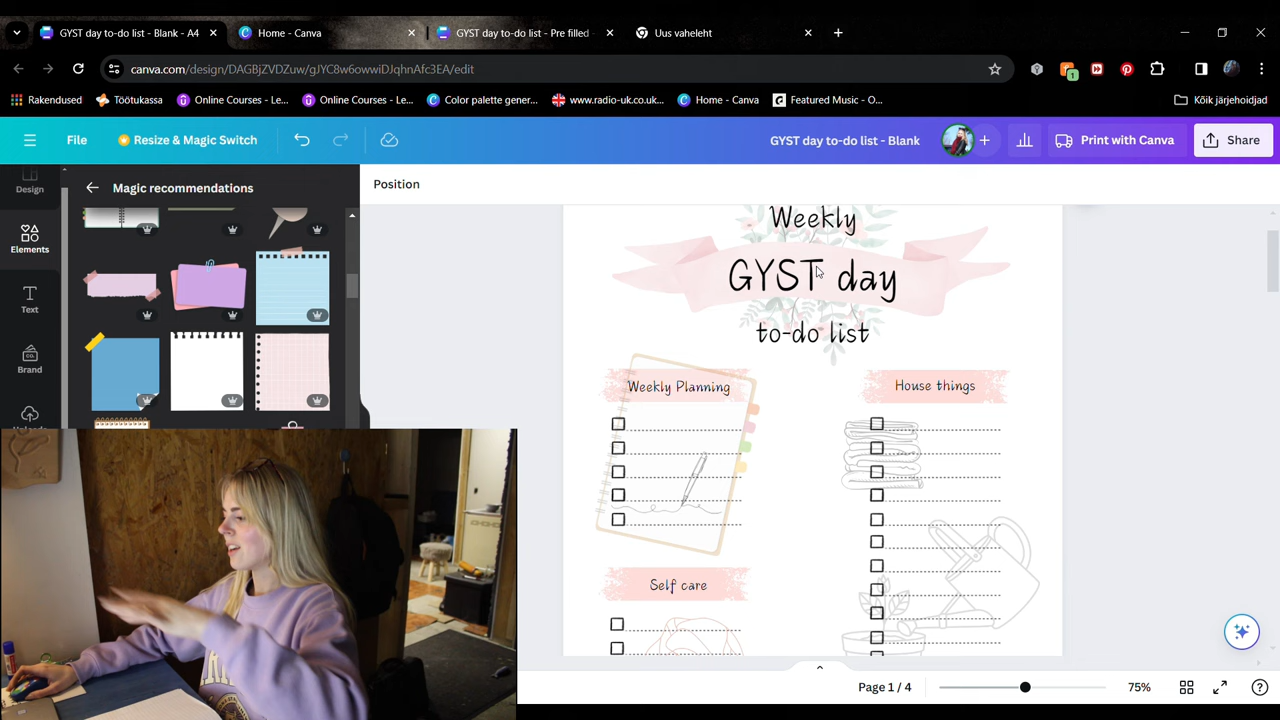 GYST day to-do list - Blank - A4
Home - Canva
GYST day to-do list - Pre filled -
Uus vaheleht
canva.com/design/DAGBjZVDZuw/gJYC8w6owwiDJqhnAfc3EA/edit
Rakendused
Töötukassa
Online Courses - Le...
Online Courses - Le...
Color palette gener...
www.radio-uk.co.uk...
Home - Canva
Featured Music - O...
Kõik järjehoidjad
File
Resize & Magic Switch
GYST day to-do list - Blank
Print with Canva
Share
Design
Magic recommendations
Position
Elements
Text
Brand
Weekly
GYST day
to-do list
Weekly Planning
House things
Self care
Page 1 / 4
75%
1